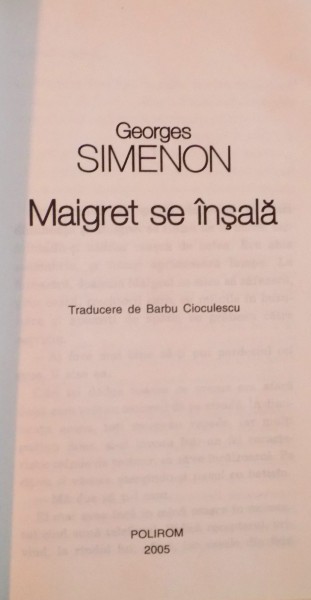 Georges
SIMENON
Maigret se înşală
Traducere de Barbu Cioculescu
POLIROM
2005